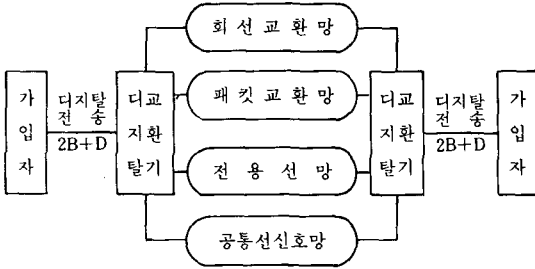 회선교환망
가입자
디지탈
전송
2B+D
디지탈
교환기
패킷교환망
전용선망
공통선신호망
디지탈
교환기
디지탈
전송
2B+D
가입자